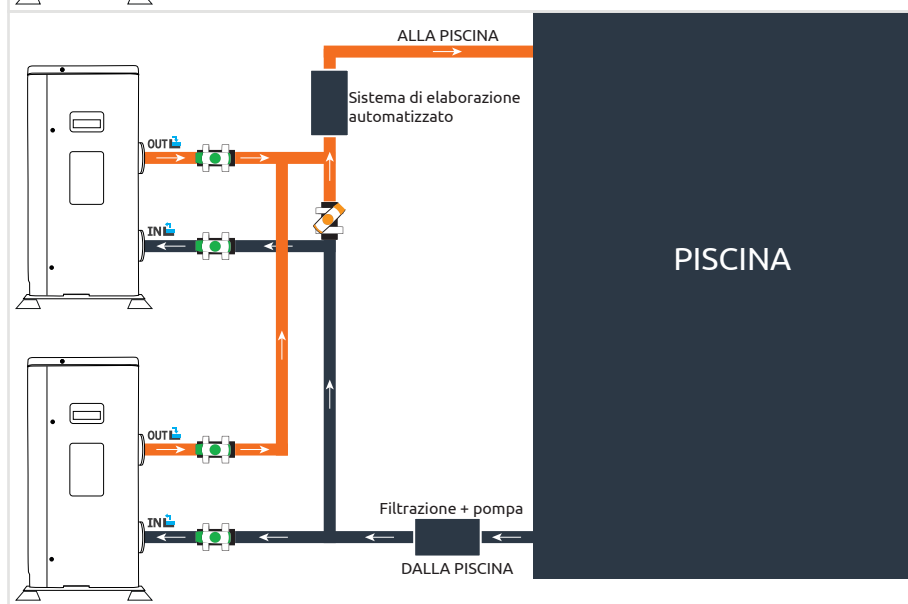 ALLA PISCINA
Sistema di elaborazione
automatizzato
OUT
IN
PISCINA
OUT
Filtrazione + pompa
IN
DALLA PISCINA